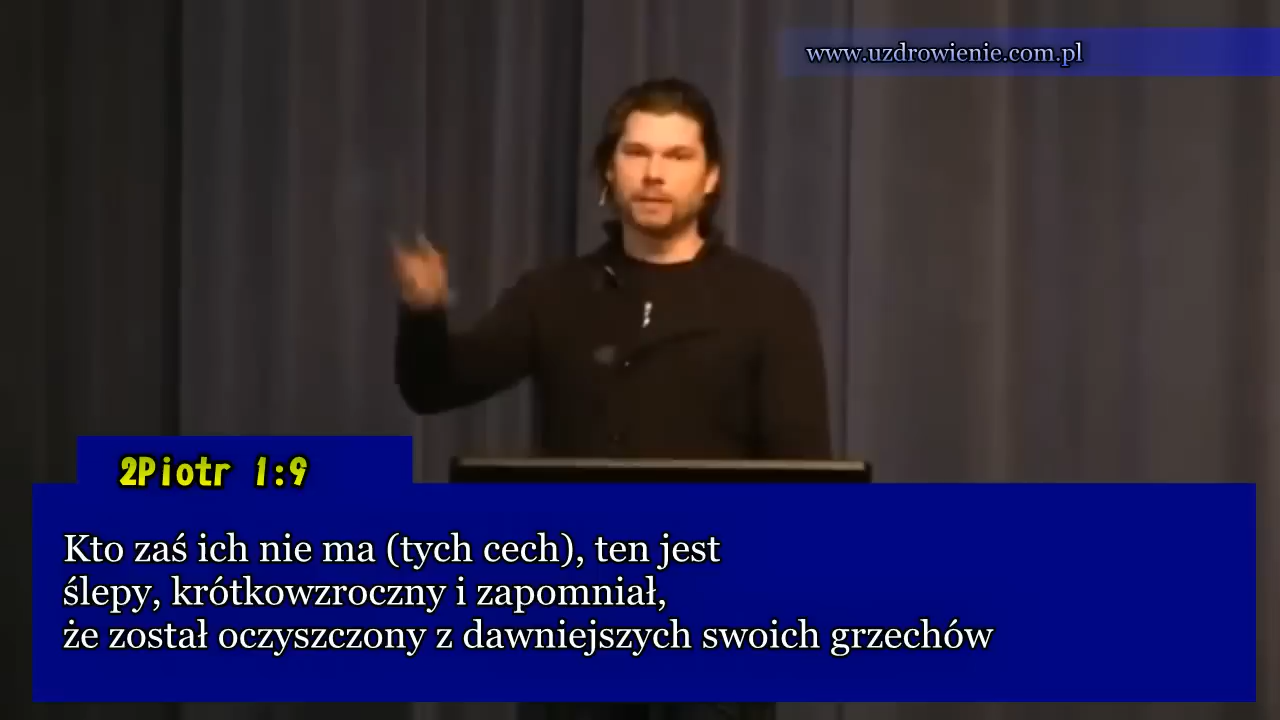 www.uzdrowienie.com.pl
2Piotr 1:9
Kto zaś ich nie ma (tych cech), ten jest
ślepy, krótkowzroczny i zapomniał,
że został oczyszczony z dawniejszych swoich grzechów